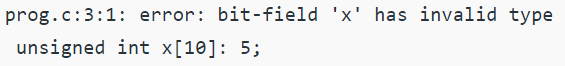 prog.c:3:1: error: bit-field 'x' has invalid type
unsigned int x[10]: 5;